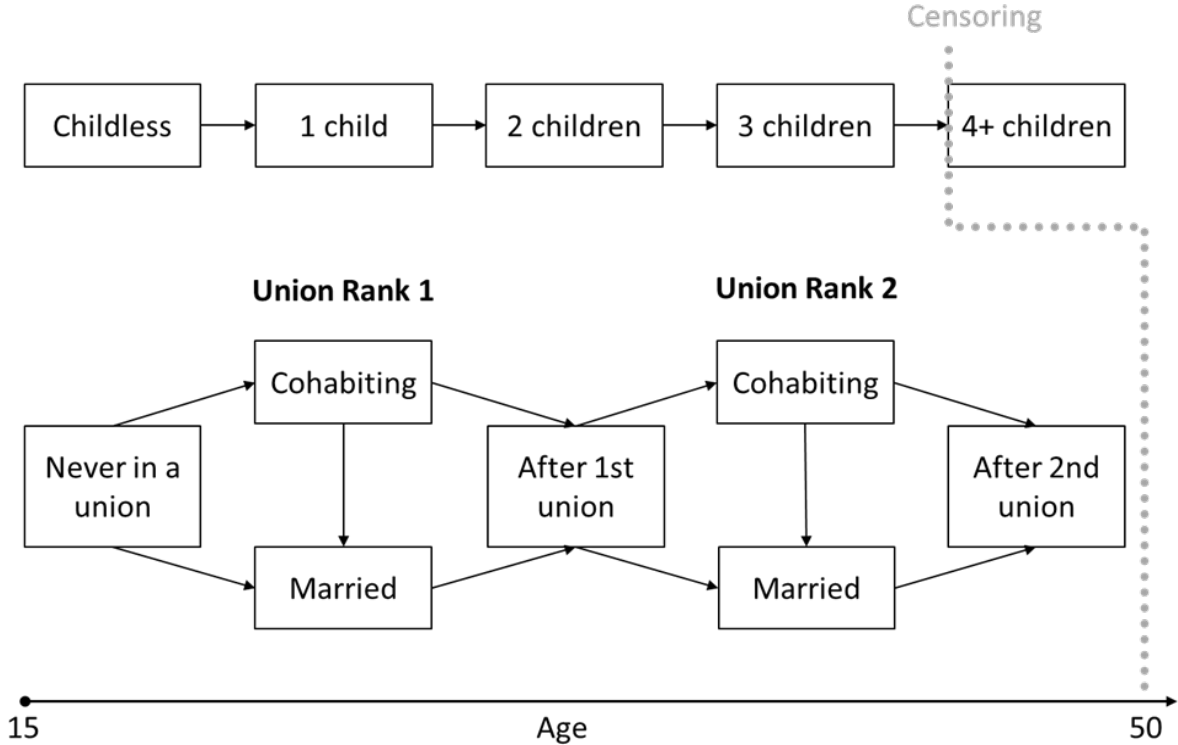 Censoring
Childless
1 child
2 children
3 children
4+ children
Union Rank 1
Union Rank 2
Cohabiting
Cohabiting
Never in a
union
After 1st
union
After 2nd
union
Married
Married
15
Age
50